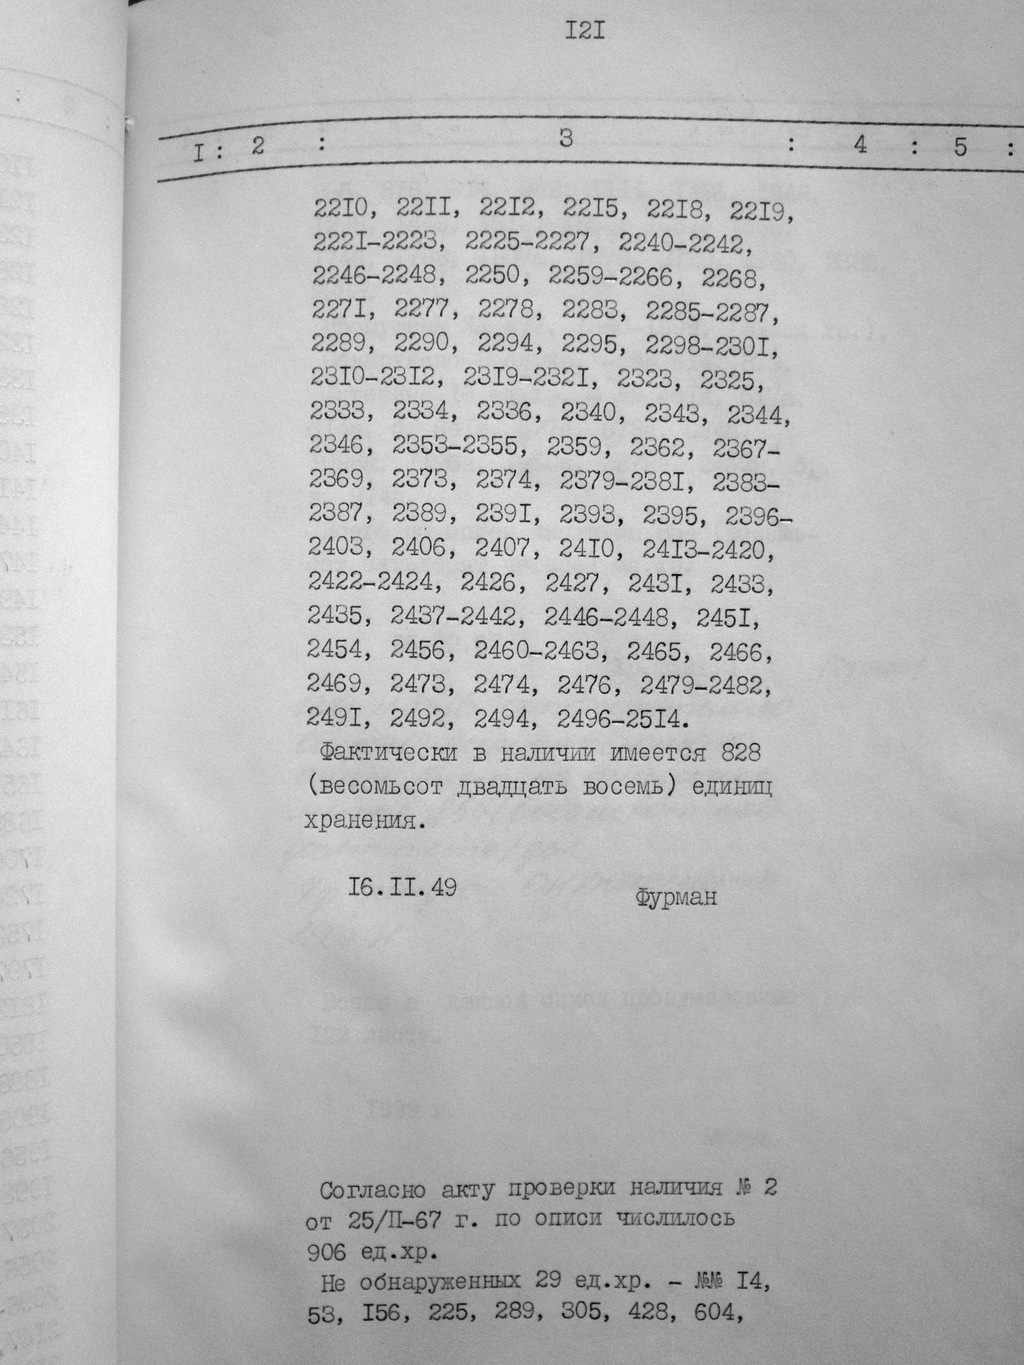 I2I
I : 2 : 3 : 4 : 5 :
22I0, 22II, 22I2, 22I5, 22I8, 22I9,
222I-2223, 2225-2227, 2240-2242,
2246-2248, 2250, 2259-2266, 2268,
227I, 2277, 2278, 2283, 2285-2287,
2289, 2290, 2294, 2295, 2298-230I,
23I0-23I2, 23I9-232I, 2323, 2325,
2333, 2334, 2336, 2340, 2343, 2344,
2346, 2353-2355, 2359, 2362, 2367-
2369, 2373, 2374, 2379-238I, 2383-
2387, 2389, 239I, 2393, 2395, 2396-
2403, 2406, 2407, 24I0, 24I3-2420,
2422-2424, 2426, 2427, 243I, 2433,
2435, 2437-2442, 2446-2448, 245I,
2454, 2456, 2460-2463, 2465, 2466,
2469, 2473, 2474, 2476, 2479-2482,
249I, 2492, 2494, 2496-25I4.
Фактически в наличии имеется 828
(весомьсот двадцать восемь) единиц
хранения.
I6.II.49 Фурман
Согласно акту проверки наличия № 2
от 25/П-67 г. по описи числилось
906 ед.хр.
Не обнаруженных 29 ед.хр. - №№ I4,
53, I56, 225, 289, 305, 428, 604,